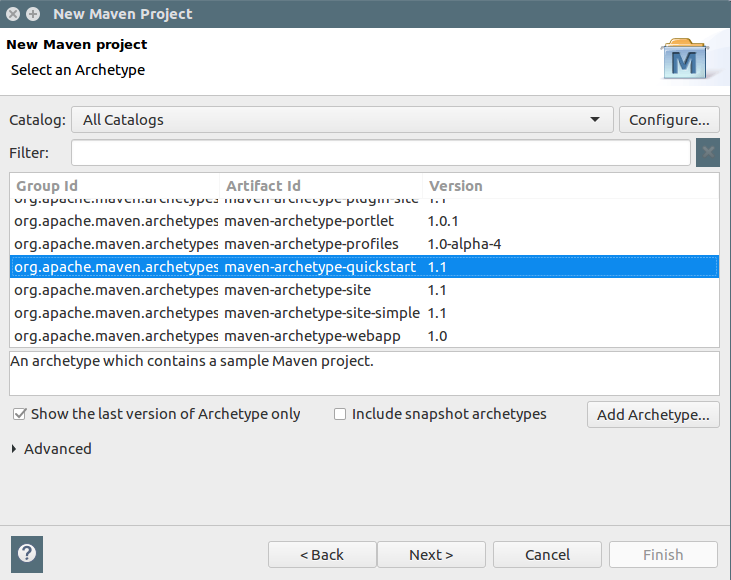 New Maven Project
New Maven project
Select an Archetype
M
Catalog: All Catalogs Configure...
Filter:
Group Id Artifact Id Version
org.apache.maven.archetypes maven-archetype-plugin-site 1.1
org.apache.maven.archetypes maven-archetype-portlet 1.0.1
org.apache.maven.archetypes maven-archetype-profiles 1.0-alpha-4
org.apache.maven.archetypes maven-archetype-quickstart 1.1
org.apache.maven.archetypes maven-archetype-site 1.1
org.apache.maven.archetypes maven-archetype-site-simple 1.1
org.apache.maven.archetypes maven-archetype-webapp 1.0
An archetype which contains a sample Maven project.
Show the last version of Archetype only Include snapshot archetypes Add Archetype...
Advanced
? < Back Next > Cancel Finish